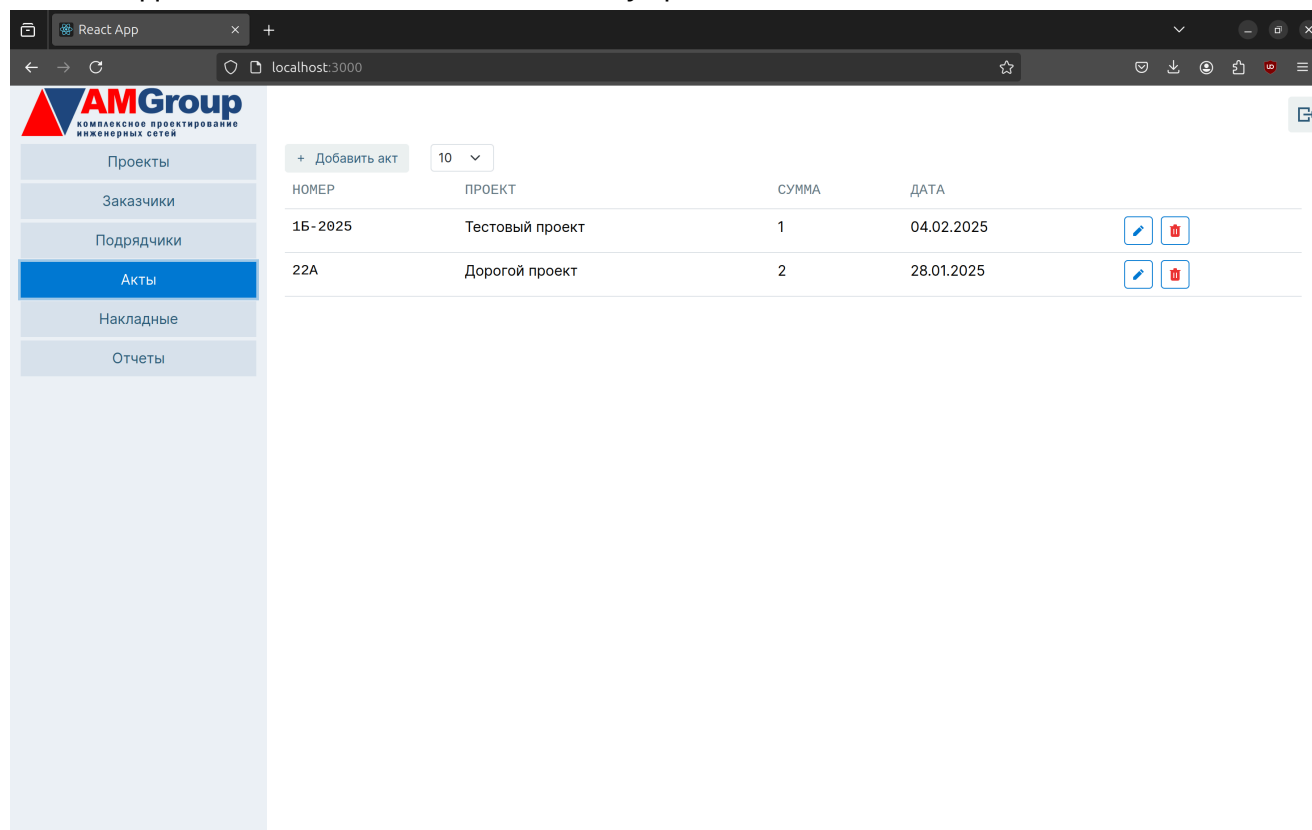 React App
localhost:3000
AMGroup
комплексное проектирование
инженерных сетей
Проекты
Заказчики
Подрядчики
Акты
Накладные
Отчеты
+ Добавить акт 10
НОМЕР ПРОЕКТ СУММА ДАТА
1Б-2025 Тестовый проект 1 04.02.2025
22А Дорогой проект 2 28.01.2025